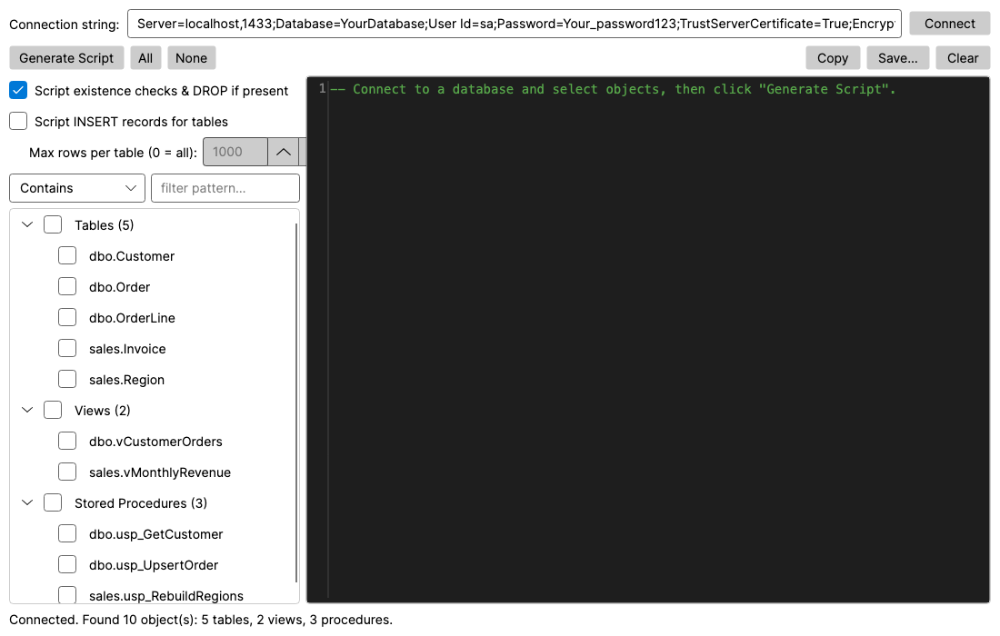 Connection string: Server=localhost,1433;Database=YourDatabase;User Id=sa;Password=Your_password123;TrustServerCertificate=True;Encryp Connect
Generate Script All None Copy Save... Clear
Script existence checks & DROP if present
Script INSERT records for tables
Max rows per table (0 = all): 1000
Contains filter pattern...
Tables (5)
dbo.Customer
dbo.Order
dbo.OrderLine
sales.Invoice
sales.Region
Views (2)
dbo.vCustomerOrders
sales.vMonthlyRevenue
Stored Procedures (3)
dbo.usp_GetCustomer
dbo.usp_UpsertOrder
sales.usp_RebuildRegions
1 -- Connect to a database and select objects, then click "Generate Script".
Connected. Found 10 object(s): 5 tables, 2 views, 3 procedures.